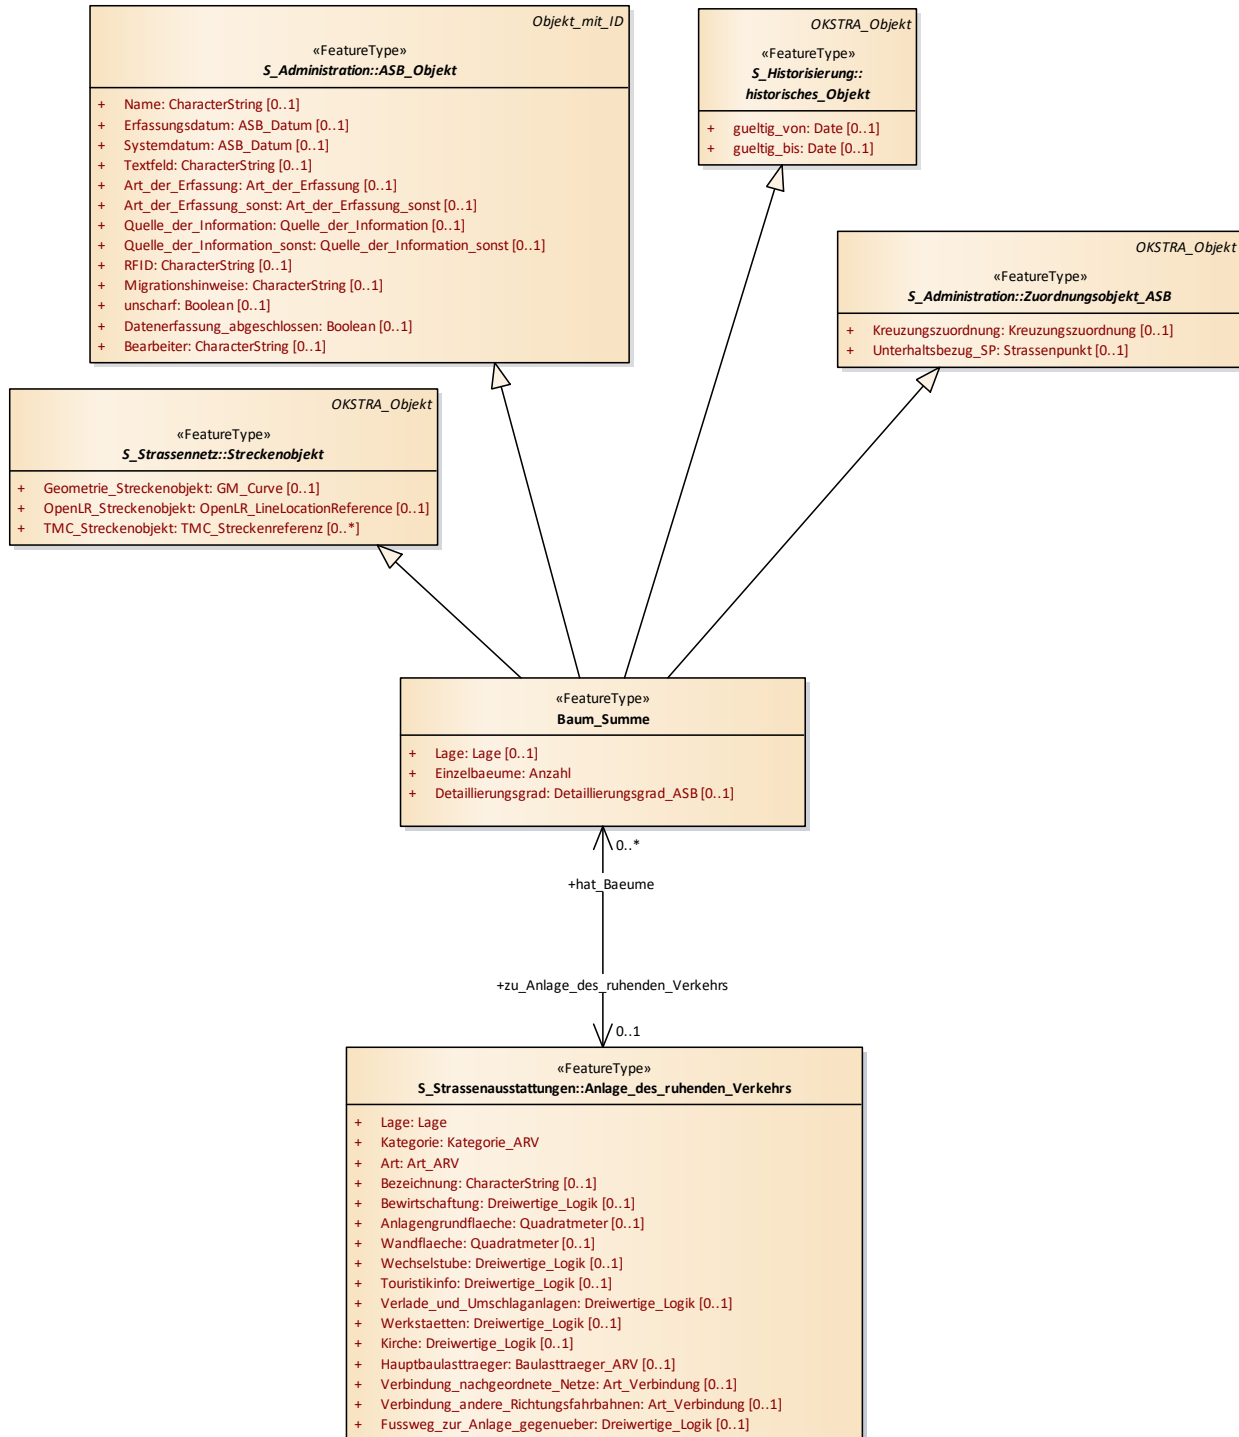 Objekt_mit_ID
«FeatureType»
S_Administration::ASB_Objekt
+ Name: CharacterString [0..1]
+ Erfassungsdatum: ASB_Datum [0..1]
+ Systemdatum: ASB_Datum [0..1]
+ Textfeld: CharacterString [0..1]
+ Art_der_Erfassung: Art_der_Erfassung [0..1]
+ Art_der_Erfassung_sonst: Art_der_Erfassung_sonst [0..1]
+ Quelle_der_Information: Quelle_der_Information [0..1]
+ Quelle_der_Information_sonst: Quelle_der_Information_sonst [0..1]
+ RFID: CharacterString [0..1]
+ Migrationshinweise: CharacterString [0..1]
+ unscharf: Boolean [0..1]
+ Datenerfassung_abgeschlossen: Boolean [0..1]
+ Bearbeiter: CharacterString [0..1]
OKSTRA_Objekt
«FeatureType»
S_Historisierung::
historisches_Objekt
+ gueltig_von: Date [0..1]
+ gueltig_bis: Date [0..1]
OKSTRA_Objekt
«FeatureType»
S_Administration::Zuordnungsobjekt_ASB
+ Kreuzungszuordnung: Kreuzungszuordnung [0..1]
+ Unterhaltsbezug_SP: Strassenpunkt [0..1]
OKSTRA_Objekt
«FeatureType»
S_Strassennetz::Streckenobjekt
+ Geometrie_Streckenobjekt: GM_Curve [0..1]
+ OpenLR_Streckenobjekt: OpenLR_LineLocationReference [0..1]
+ TMC_Streckenobjekt: TMC_Streckenreferenz [0..*]
«FeatureType»
Baum_Summe
+ Lage: Lage [0..1]
+ Einzelbaeume: Anzahl
+ Detaillierungsgrad: Detaillierungsgrad_ASB [0..1]
0..*
+hat_Baeume
+zu_Anlage_des_ruhenden_Verkehrs
0..1
«FeatureType»
S_Strassenausstattungen::Anlage_des_ruhenden_Verkehrs
+ Lage: Lage
+ Kategorie: Kategorie_ARV
+ Art: Art_ARV
+ Bezeichnung: CharacterString [0..1]
+ Bewirtschaftung: Dreiwertige_Logik [0..1]
+ Anlagengrundflaeche: Quadratmeter [0..1]
+ Wandflaeche: Quadratmeter [0..1]
+ Wechselstube: Dreiwertige_Logik [0..1]
+ Touristikinfo: Dreiwertige_Logik [0..1]
+ Verlade_und_Umschlaganlagen: Dreiwertige_Logik [0..1]
+ Werkstaetten: Dreiwertige_Logik [0..1]
+ Kirche: Dreiwertige_Logik [0..1]
+ Hauptbaulasttraeger: Baulasttraeger_ARV [0..1]
+ Verbindung_nachgeordnete_Netze: Art_Verbindung [0..1]
+ Verbindung_andere_Richtungsfahrbahnen: Art_Verbindung [0..1]
+ Fussweg_zur_Anlage_gegenueber: Dreiwertige_Logik [0..1]